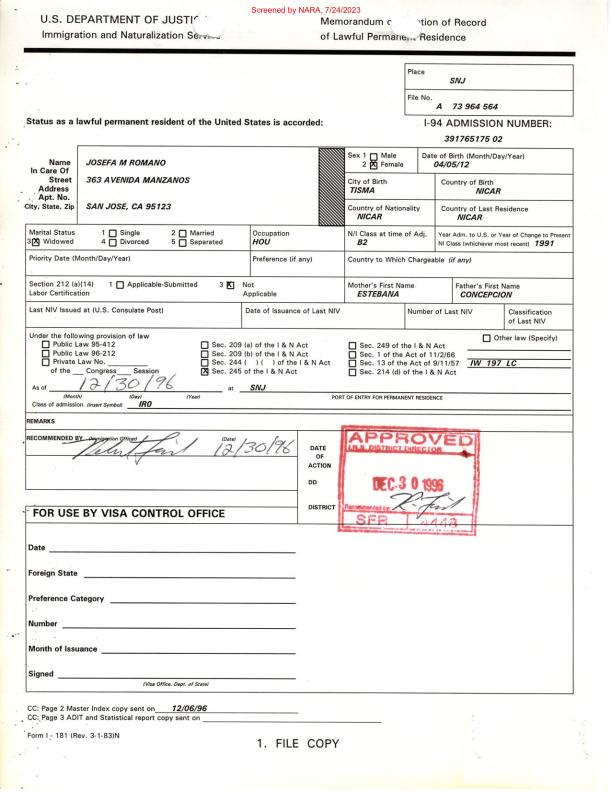 Screened by NARA, 7/24/2023
U.S. DEPARTMENT OF JUSTIC
Immigration and Naturalization Service
Memorandum of tion of Record
of Lawful Permanent Residence
Place
SNJ
File No.
A 73 964 564
Status as a lawful permanent resident of the United States is accorded:
I-94 ADMISSION NUMBER:
391765175 02
Name JOSEFA M ROMANO
In Care Of
Street 363 AVENIDA MANZANOS
Address
Apt. No.
City, State, Zip SAN JOSE, CA 95123
Sex 1 Male
2 X Female
Date of Birth (Month/Day/Year)
04/05/12
City of Birth
TISMA
Country of Birth
NICAR
Country of Nationality
NICAR
Country of Last Residence
NICAR
Marital Status 1 Single 2 Married
3 X Widowed 4 Divorced 5 Separated
Occupation
HOU
N/I Class at time of Adj.
B2
Year Adm. to U.S. or Year of Change to Present
NI Class (whichever most recent) 1991
Priority Date (Month/Day/Year)
Preference (if any)
Country to Which Chargeable (if any)
Section 212 (a)(14) 1 Applicable-Submitted 3 X Not
Labor Certification Applicable
Mother's First Name
ESTEBANA
Father's First Name
CONCEPCION
Last NIV Issued at (U.S. Consulate Post)
Date of Issuance of Last NIV
Number of Last NIV
Classification
of Last NIV
Under the following provision of law
Public Law 95-412
Public Law 96-212
Private Law No.
of the Congress Session
Sec. 209 (a) of the I & N Act
Sec. 209 (b) of the I & N Act
Sec. 244 ( ) ( ) of the I & N Act
X Sec. 245 of the I & N Act
Sec. 249 of the I & N Act
Sec. 1 of the Act of 11/2/66
Sec. 13 of the Act of 9/11/57
Sec. 214 (d) of the I & N Act
Other law (Specify)
IW 197 LC
As of 12/30/96 at SNJ
(Month) (Day) (Year) PORT OF ENTRY FOR PERMANENT RESIDENCE
Class of admission (Insert Symbol) IR0
REMARKS
RECOMMENDED BY (Immigration Officer) (Date)
12/30/96
DATE
OF
ACTION
DD
DISTRICT
APPROVED
I.N.S. DISTRICT DIRECTOR
DEC. 30 1996
Recommended by:
SFR 4448
FOR USE BY VISA CONTROL OFFICE
Date
Foreign State
Preference Category
Number
Month of Issuance
Signed
(Visa Office, Dept. of State)
CC: Page 2 Master Index copy sent on 12/06/96
CC: Page 3 ADIT and Statistical report copy sent on
Form I - 181 (Rev. 3-1-83)N
1. FILE COPY